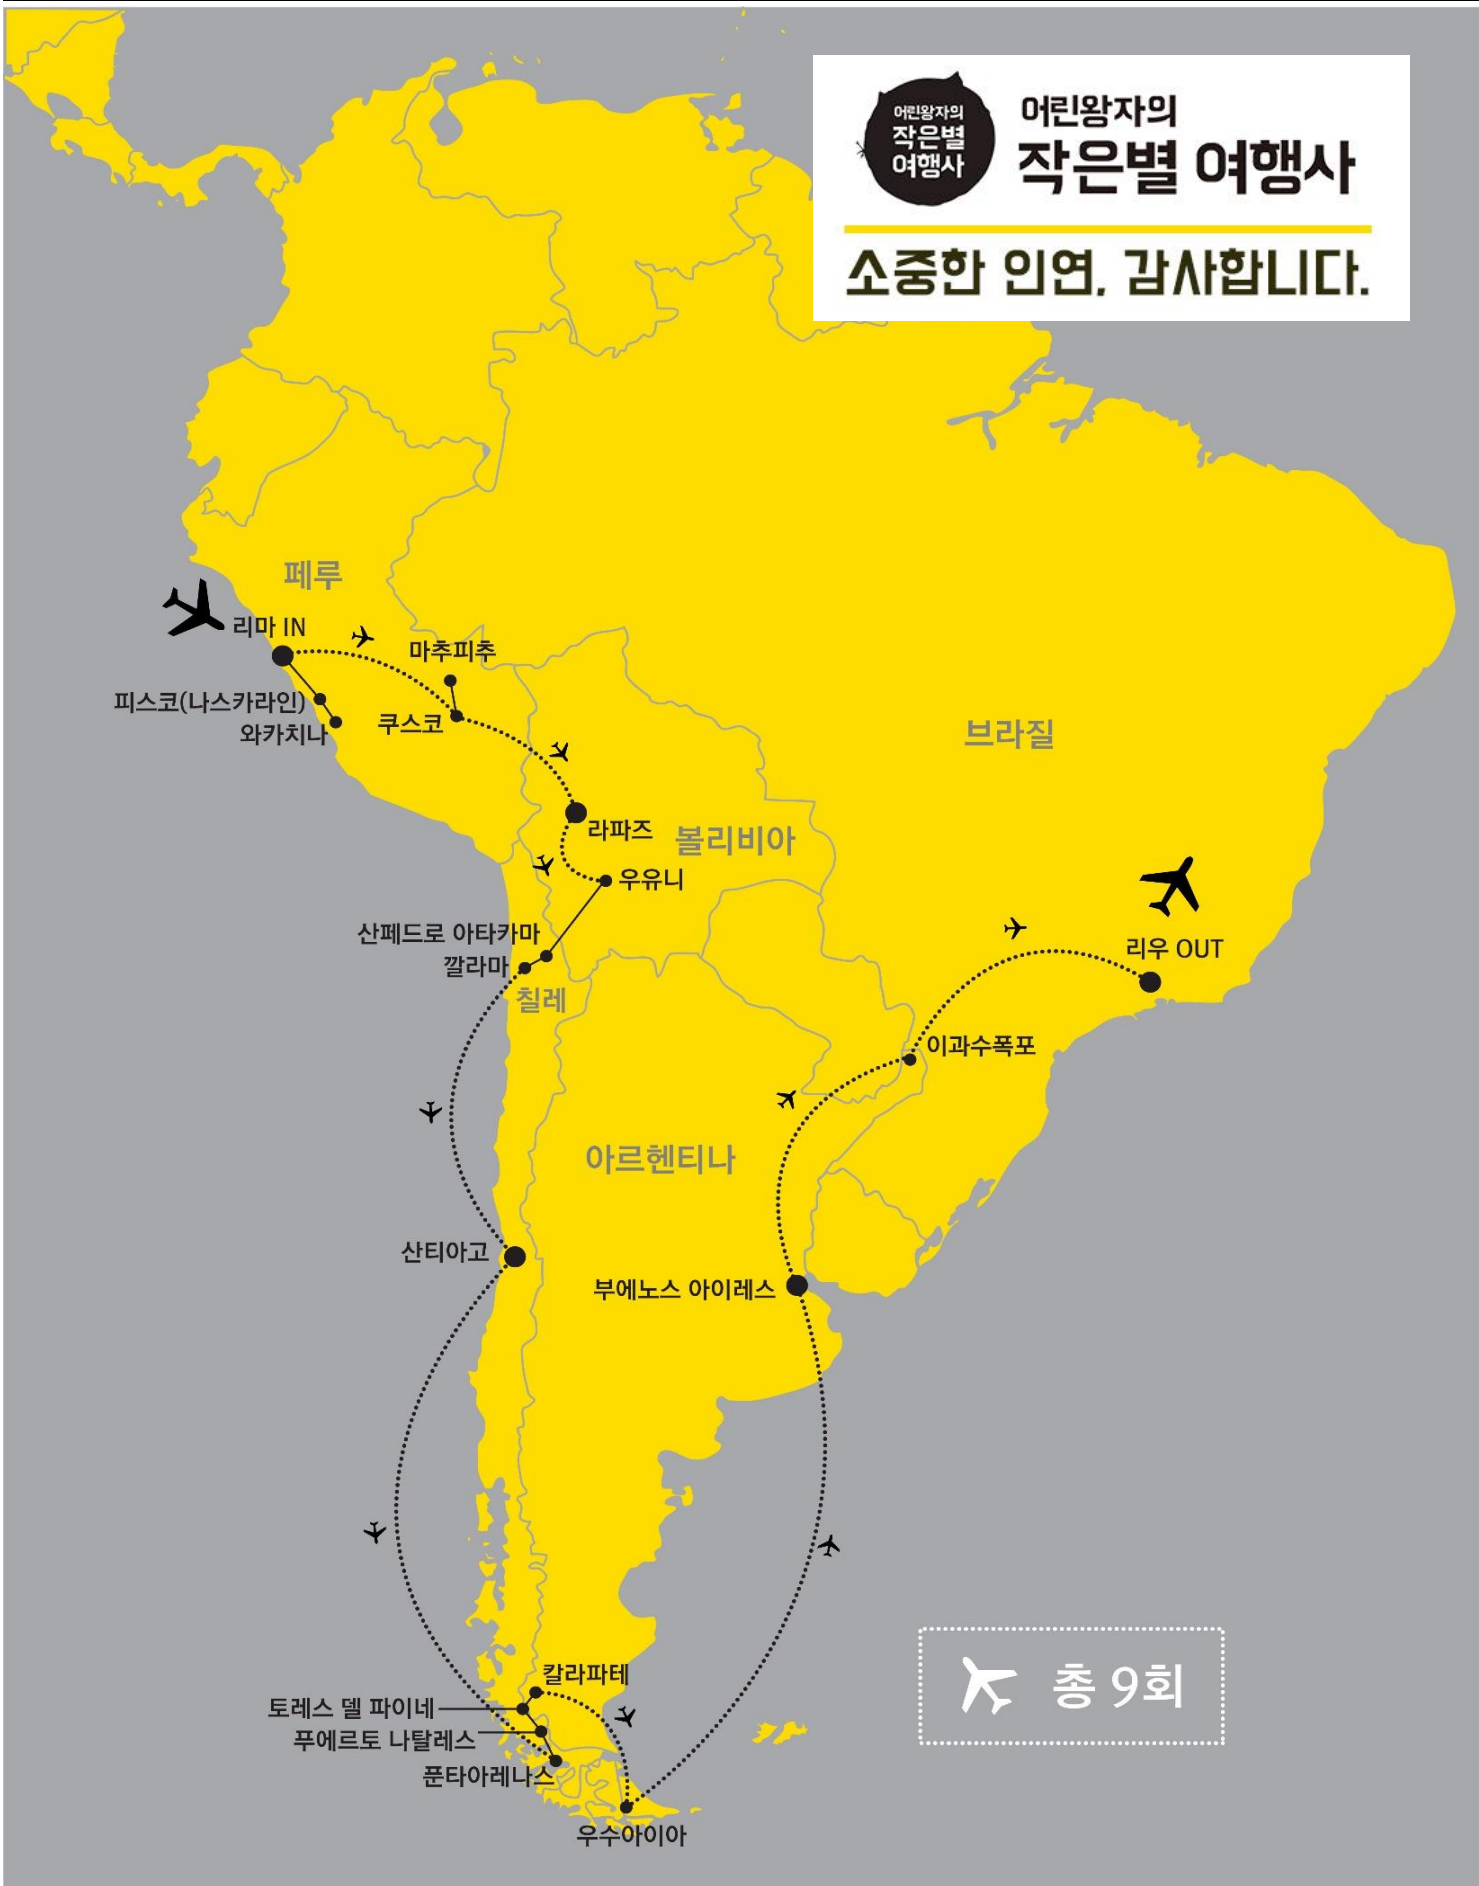 어린왕자의
작은별
여행사
어린왕자의
작은별 여행사
소중한 인연, 감사합니다.
페루
리마 IN
마추피추
피스코(나스카라인)
쿠스코
와카치나
브라질
라파즈
볼리비아
우유니
산페드로 아타카마
깔라마
칠레
리우 OUT
이과수폭포
아르헨티나
산티아고
부에노스 아이레스
칼라파테
토레스 델 파이네
푸에르토 나탈레스
푼타아레나스
우수아이아
총 9회